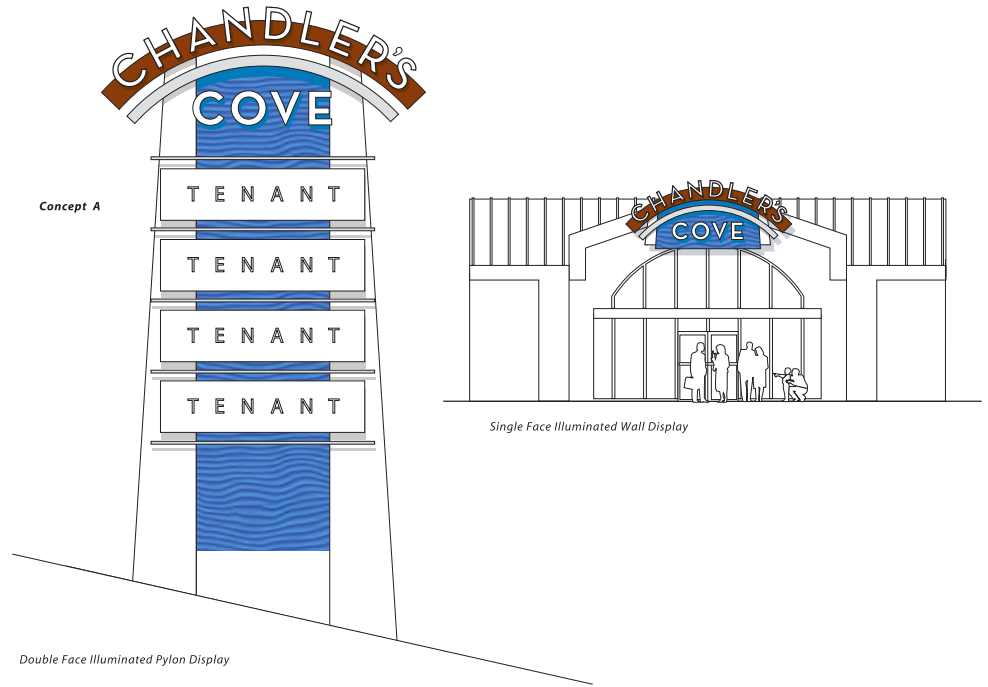 CHANDLER'S
COVE
TENANT
TENANT
TENANT
TENANT
Concept A
Double Face Illuminated Pylon Display
CHANDLER'S
COVE
Single Face Illuminated Wall Display